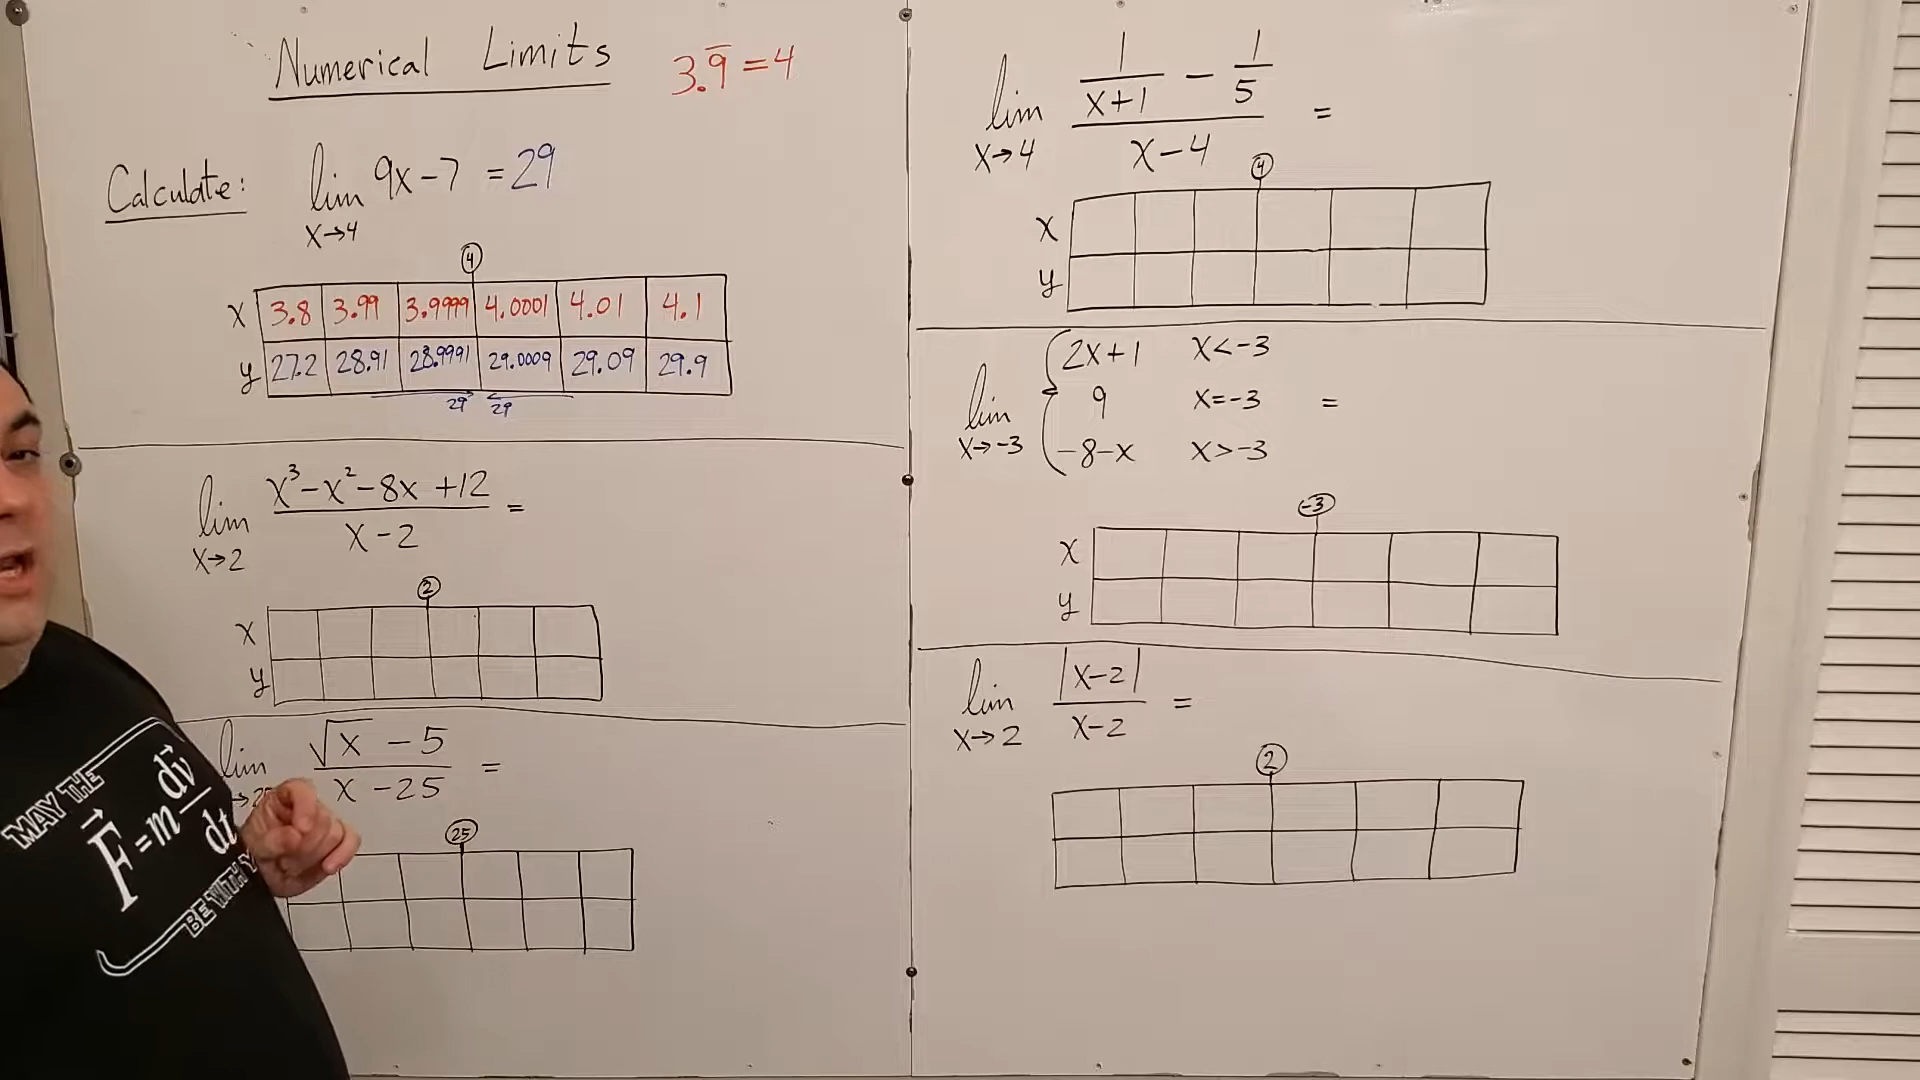 Numerical Limits
3.9̅ = 4
Calculate: lim 9x-7 = 29
x→4
4
x 3.8 3.99 3.9999 4.0001 4.01 4.1
y 27.2 28.91 28.9991 29.0009 29.09 29.9
29 29
lim x³-x²-8x+12 =
x→2 x-2
2
x
y
lim √x - 5 =
x - 25
25
lim 1/(x+1) - 1/5 =
x→4 x-4
4
x
y
2x+1 x<-3
lim 9 x=-3 =
x→-3 -8-x x>-3
-3
x
y
lim |x-2| =
x→2 x-2
2
MAY THE
F⃗=m dv⃗/dt
BE WITH